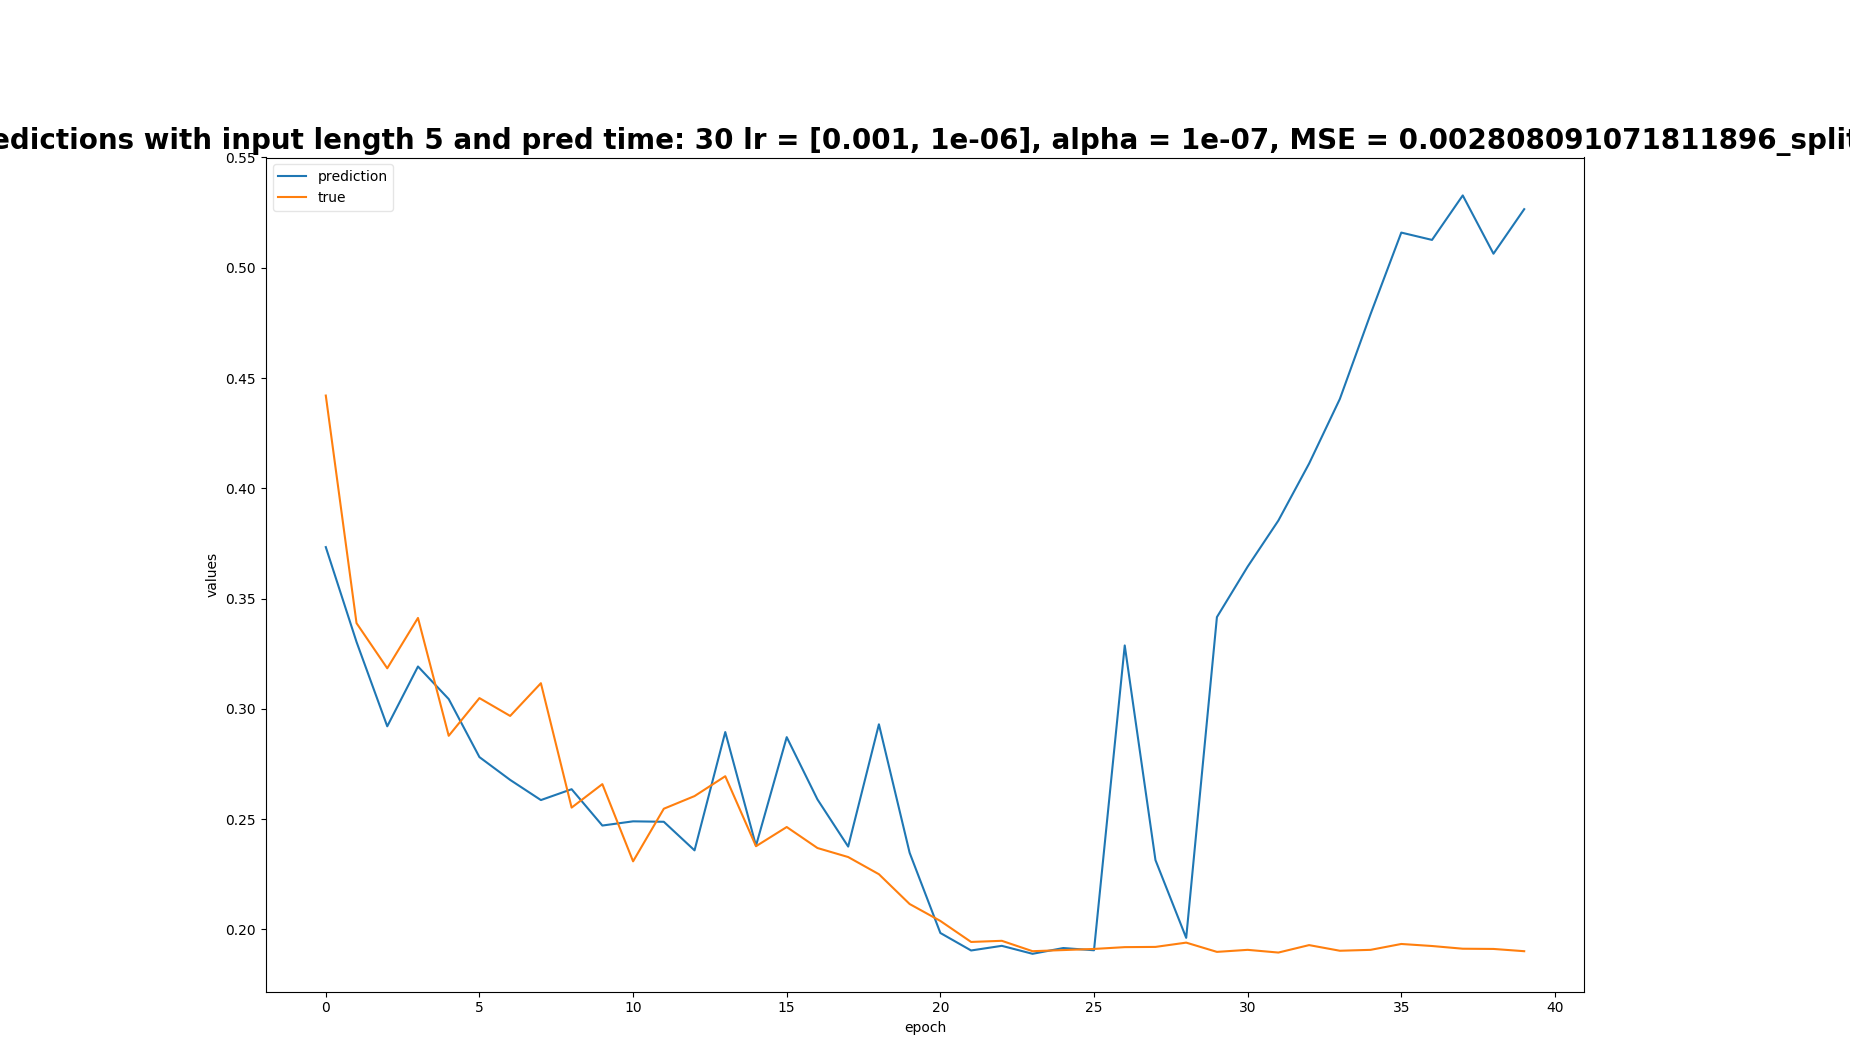 edictions with input length 5 and pred time: 30 lr = [0.001, 1e-06], alpha = 1e-07, MSE = 0.002808091071811896_split
prediction
true
0.55
0.50
0.45
0.40
0.35
0.30
0.25
0.20
values
0 5 10 15 20 25 30 35 40
epoch